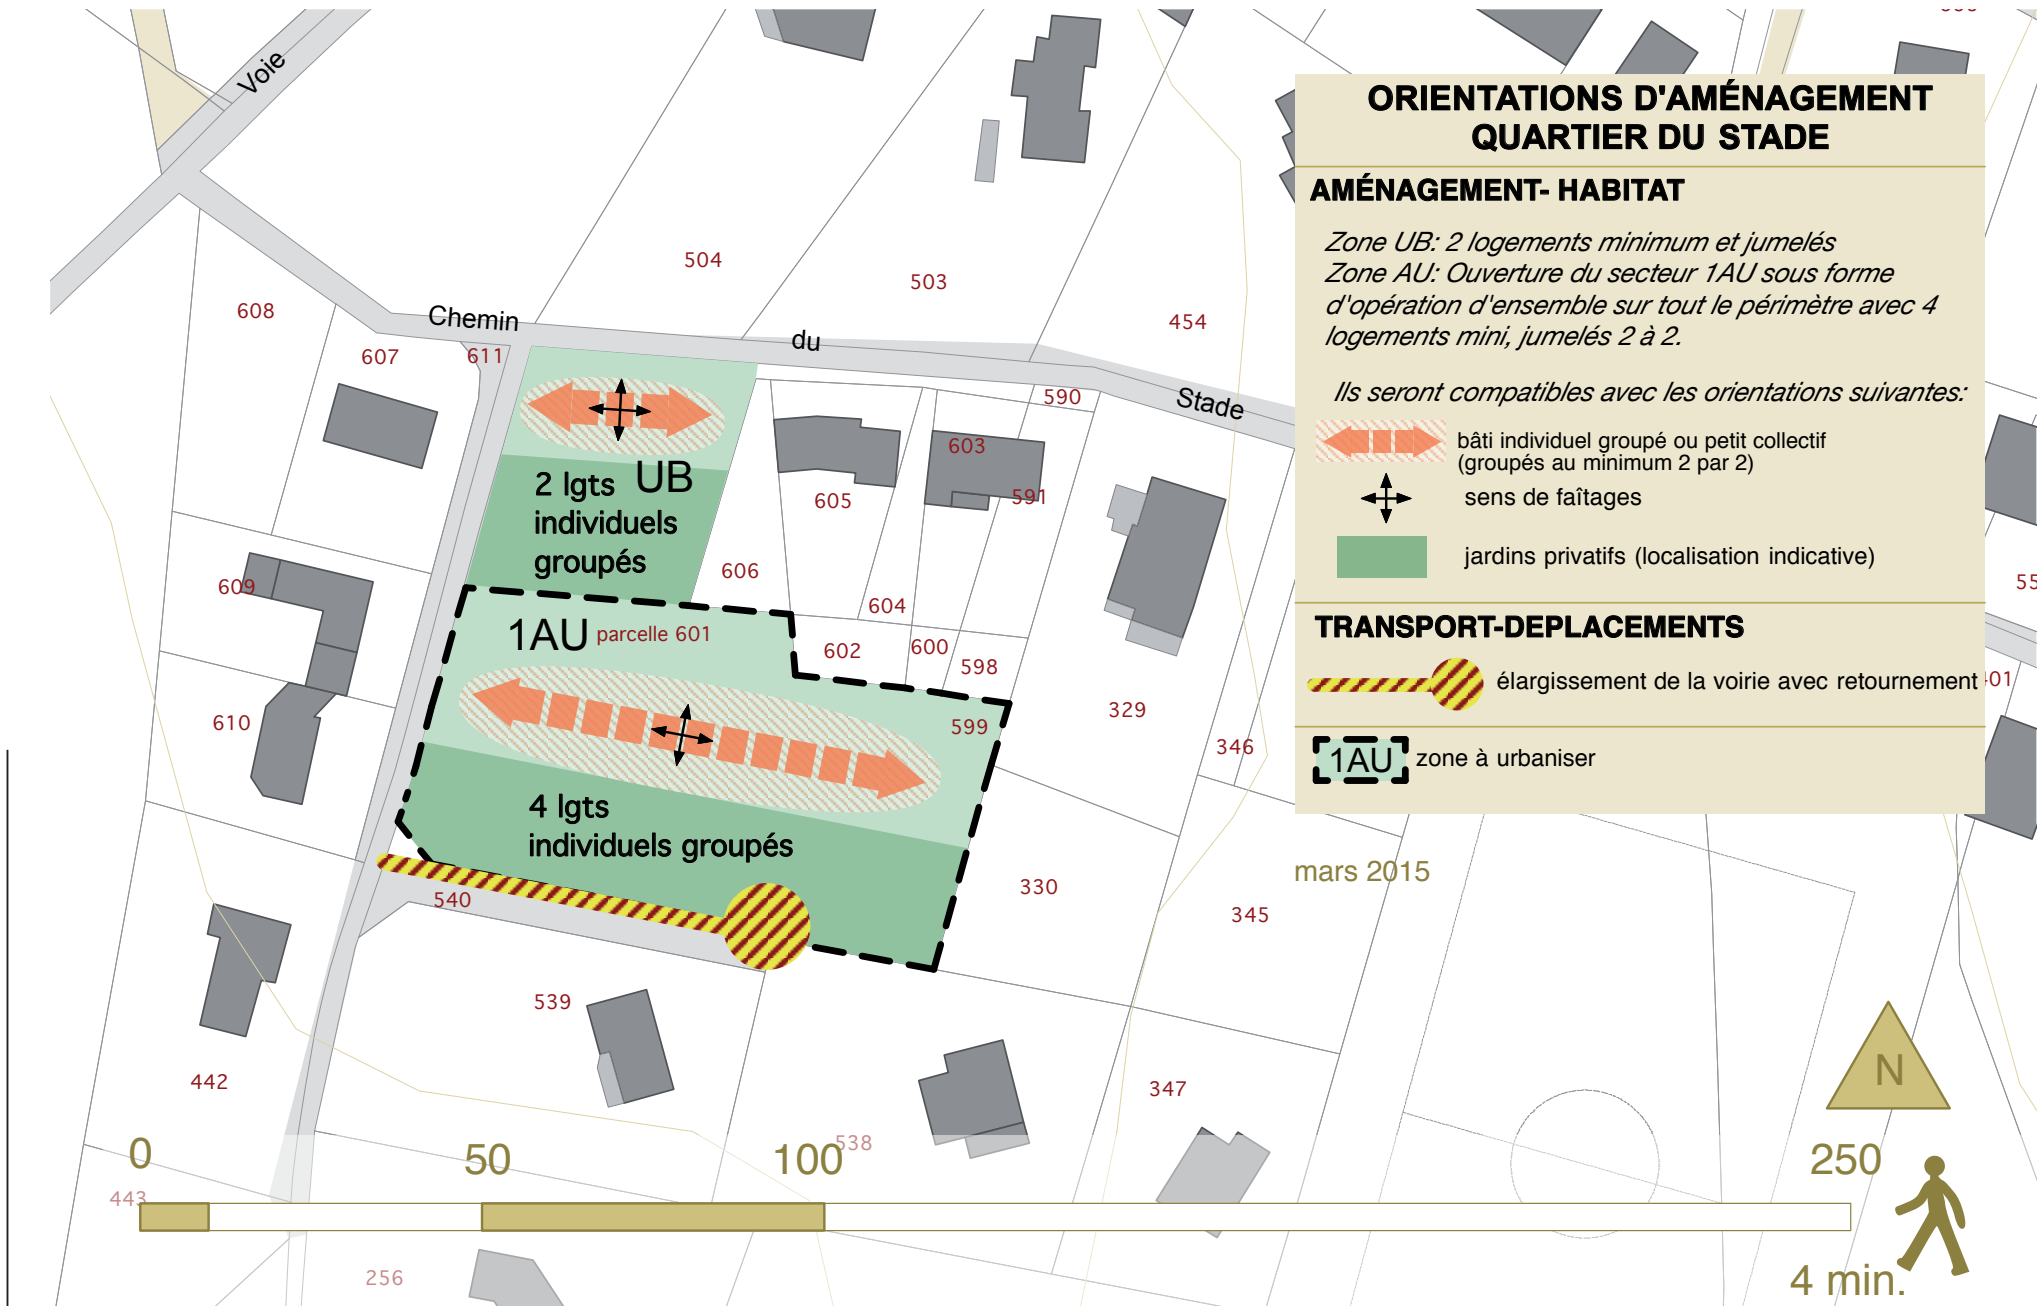 Voie
ORIENTATIONS D'AMÉNAGEMENT
QUARTIER DU STADE
AMÉNAGEMENT- HABITAT
Zone UB: 2 logements minimum et jumelés
Zone AU: Ouverture du secteur 1AU sous forme
d'opération d'ensemble sur tout le périmètre avec 4
logements mini, jumelés 2 à 2.
Ils seront compatibles avec les orientations suivantes:
bâti individuel groupé ou petit collectif
(groupés au minimum 2 par 2)
sens de faîtages
jardins privatifs (localisation indicative)
TRANSPORT-DEPLACEMENTS
élargissement de la voirie avec retournement
1AU zone à urbaniser
mars 2015
504
503
454
608
Chemin
du
Stade
607
611
590
603
591
605
2 lgts UB
individuels
groupés
606
604
609
1AU parcelle 601
602
600
598
610
599
329
346
4 lgts
individuels groupés
540
330
345
539
442
347
538
443
256
N
0
50
100
250
4 min.